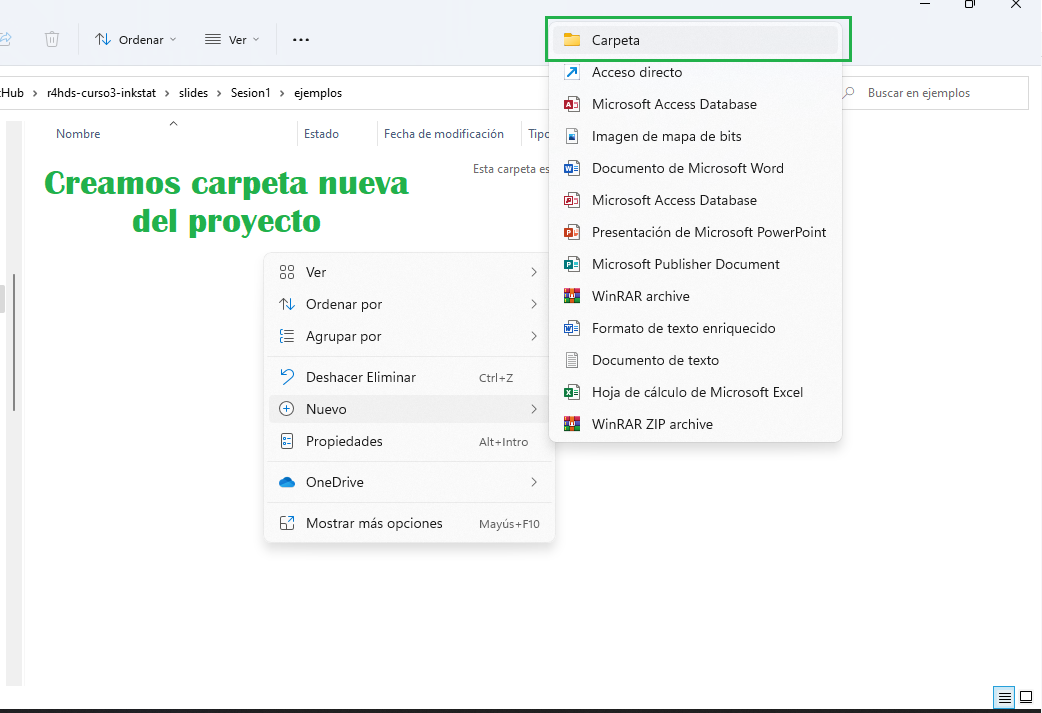 Ordenar
Ver
Hub > r4hds-curso3-inkstat > slides > Sesion1 > ejemplos
Buscar en ejemplos
Nombre
Estado
Fecha de modificación
Tipo
Esta carpeta es
Creamos carpeta nueva
del proyecto
Ver
Ordenar por
Agrupar por
Deshacer Eliminar Ctrl+Z
Nuevo
Propiedades Alt+Intro
OneDrive
Mostrar más opciones Mayús+F10
Carpeta
Acceso directo
Microsoft Access Database
Imagen de mapa de bits
Documento de Microsoft Word
Microsoft Access Database
Presentación de Microsoft PowerPoint
Microsoft Publisher Document
WinRAR archive
Formato de texto enriquecido
Documento de texto
Hoja de cálculo de Microsoft Excel
WinRAR ZIP archive